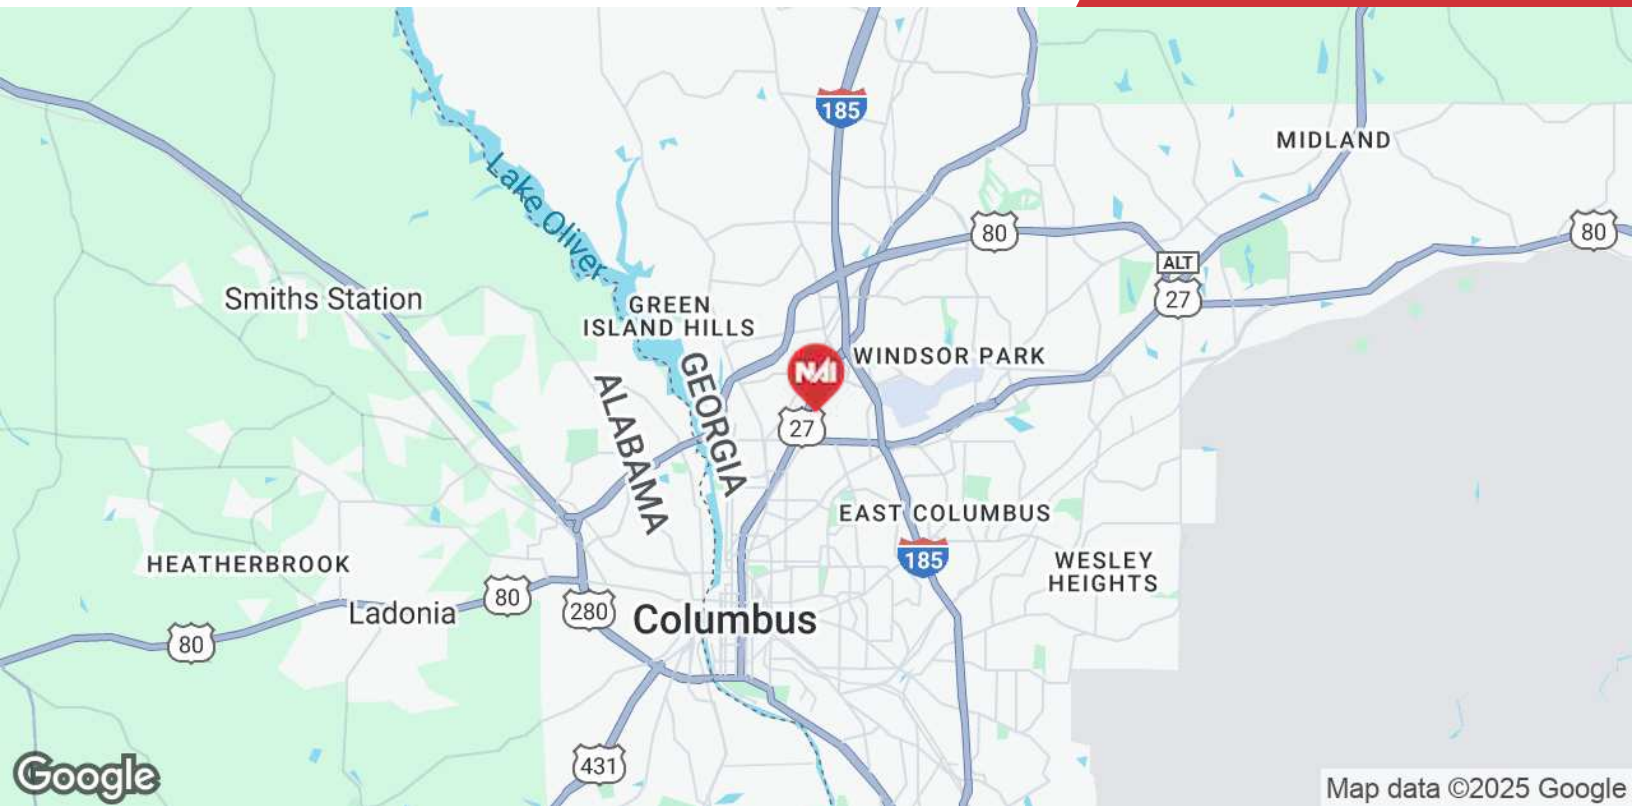 185
MIDLAND
Lake Oliver
80
80
ALT
27
Smiths Station
GREEN
ISLAND HILLS
WINDSOR PARK
NAI
GEORGIA
ALABAMA
27
EAST COLUMBUS
185
HEATHERBROOK
WESLEY
HEIGHTS
80
280
Ladonia
Columbus
80
431
Google
Map data ©2025 Google